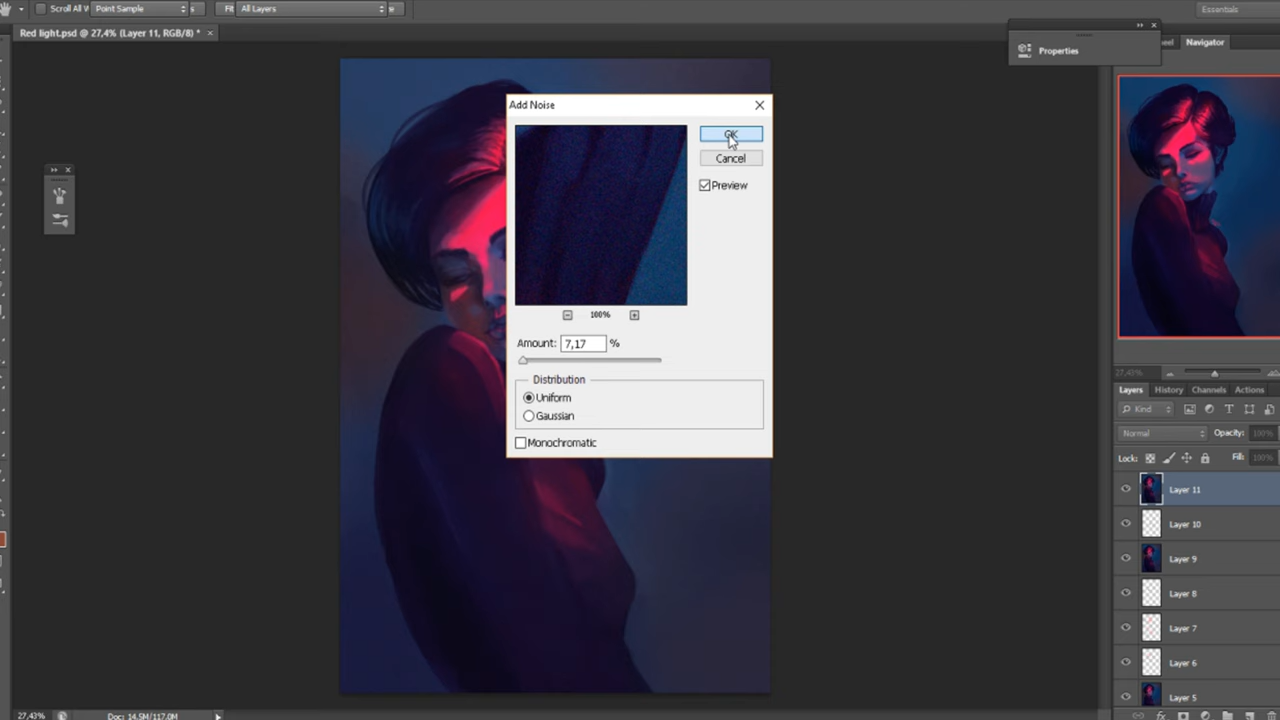 Scroll All W Point Sample Fit All Layers Essentials
Red light.psd @ 27,4% (Layer 11, RGB/8) * ×
Properties
Navigator
Add Noise
OK
Cancel
Preview
100%
Amount: 7,17 %
Distribution
Uniform
Gaussian
Monochromatic
27,43%
Layers History Channels Actions
Kind
Normal Opacity: 100%
Lock: Fill: 100%
Layer 11
Layer 10
Layer 9
Layer 8
Layer 7
Layer 6
Layer 5
27,43% Doc: 14,5M/117,0M